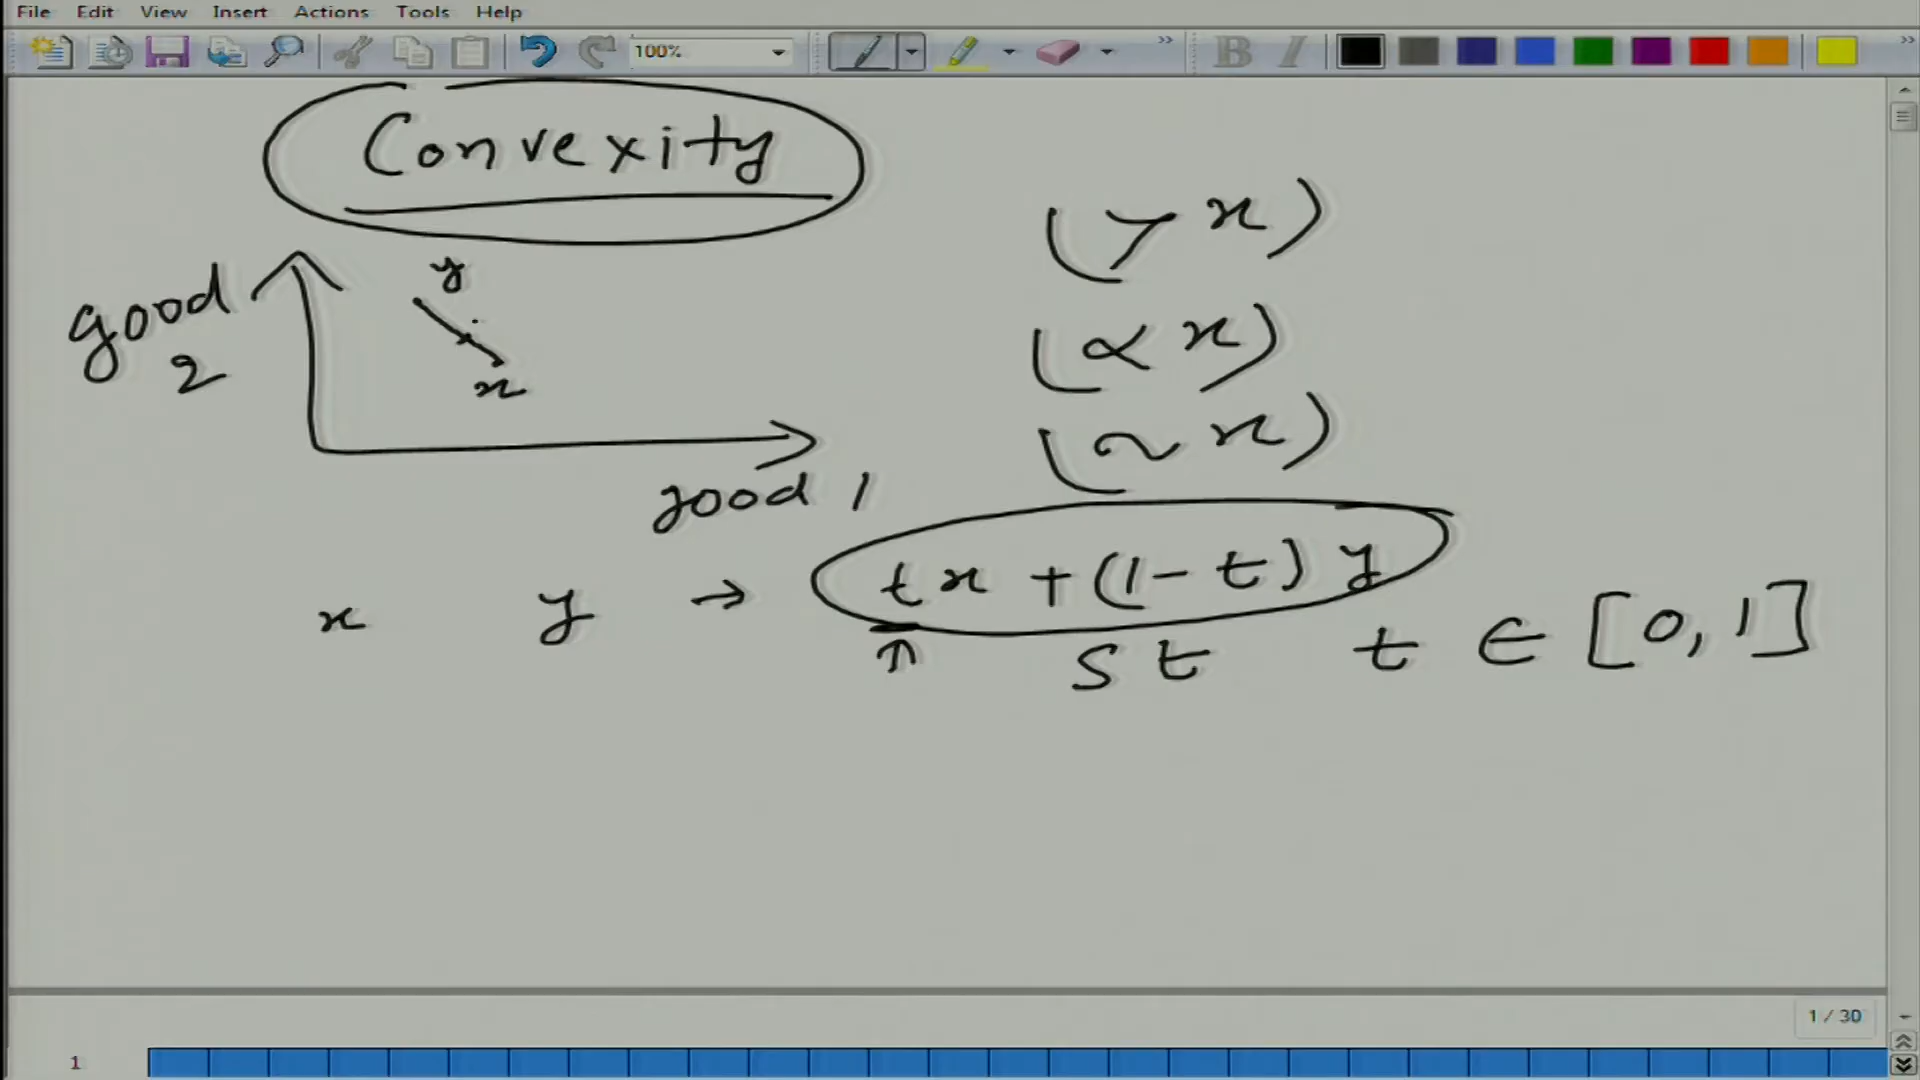 File Edit View Insert Actions Tools Help
100%
B I
Convexity
(≻ x)
y
good
2
(∝ x)
x
(∼ x)
good 1
x y → tx + (1 - t) y
↑ st t ∈ [0, 1]
1 / 30
1